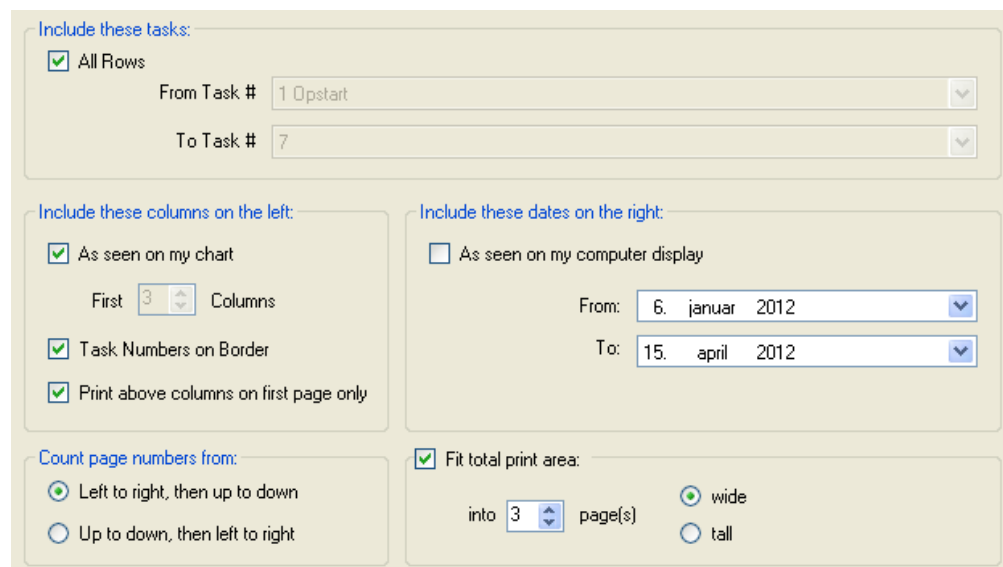 Include these tasks:
All Rows
From Task # 1 Opstart
To Task # 7
Include these columns on the left:
As seen on my chart
First 3 Columns
Task Numbers on Border
Print above columns on first page only
Include these dates on the right:
As seen on my computer display
From: 6. januar 2012
To: 15. april 2012
Count page numbers from:
Left to right, then up to down
Up to down, then left to right
Fit total print area:
into 3 page(s)
wide
tall